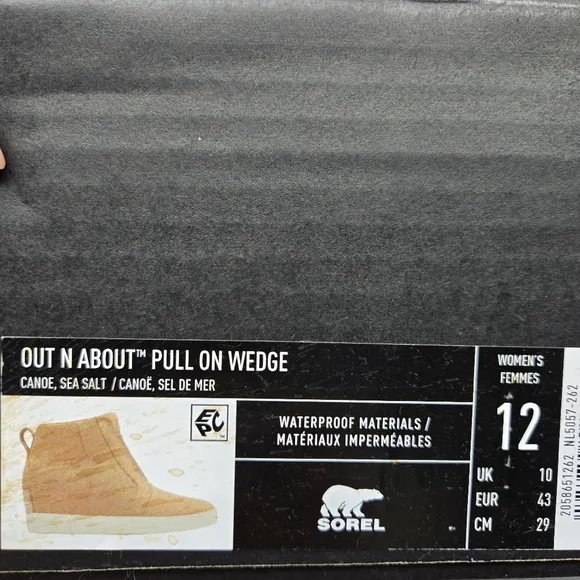 OUT N ABOUT™ PULL ON WEDGE
CANOE, SEA SALT / CANOË, SEL DE MER
EPC
WATERPROOF MATERIALS /
MATÉRIAUX IMPERMÉABLES
SOREL
WOMEN'S
FEMMES
12
UK 10
EUR 43
CM 29
2058651262 NL5057-262